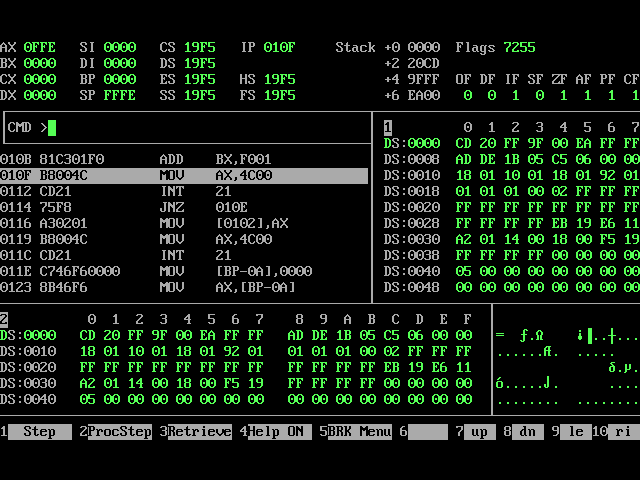 AX 0FFE SI 0000 CS 19F5 IP 010F Stack +0 0000 Flags 7255
BX 0000 DI 0000 DS 19F5 +2 20CD
CX 0000 BP 0000 ES 19F5 HS 19F5 +4 9FFF OF DF IF SF ZF AF PF CF
DX 0000 SP FFFE SS 19F5 FS 19F5 +6 EA00 0 0 1 0 1 1 1 1
CMD >
010B 81C301F0 ADD BX,F001
010F B8004C MOV AX,4C00
0112 CD21 INT 21
0114 75F8 JNZ 010E
0116 A30201 MOV [0102],AX
0119 B8004C MOV AX,4C00
011C CD21 INT 21
011E C746F60000 MOV [BP-0A],0000
0123 8B46F6 MOV AX,[BP-0A]
1 0 1 2 3 4 5 6 7
DS:0000 CD 20 FF 9F 00 EA FF FF
DS:0008 AD DE 1B 05 C5 06 00 00
DS:0010 18 01 10 01 18 01 92 01
DS:0018 01 01 01 00 02 FF FF FF
DS:0020 FF FF FF FF FF FF FF FF
DS:0028 FF FF FF FF EB 19 E6 11
DS:0030 A2 01 14 00 18 00 F5 19
DS:0038 FF FF FF FF 00 00 00 00
DS:0040 05 00 00 00 00 00 00 00
DS:0048 00 00 00 00 00 00 00 00
2 0 1 2 3 4 5 6 7 8 9 A B C D E F
DS:0000 CD 20 FF 9F 00 EA FF FF AD DE 1B 05 C5 06 00 00 = ƒ.Ω ¡▐..┼...
DS:0010 18 01 10 01 18 01 92 01 01 01 01 00 02 FF FF FF ......Æ. .....
DS:0020 FF FF FF FF FF FF FF FF FF FF FF FF EB 19 E6 11 δ.µ.
DS:0030 A2 01 14 00 18 00 F5 19 FF FF FF FF 00 00 00 00 ó.....⌡. ....
DS:0040 05 00 00 00 00 00 00 00 00 00 00 00 00 00 00 00 ........ ........
1 Step 2ProcStep 3Retrieve 4Help ON 5BRK Menu 6 7 up 8 dn 9 le 10 ri